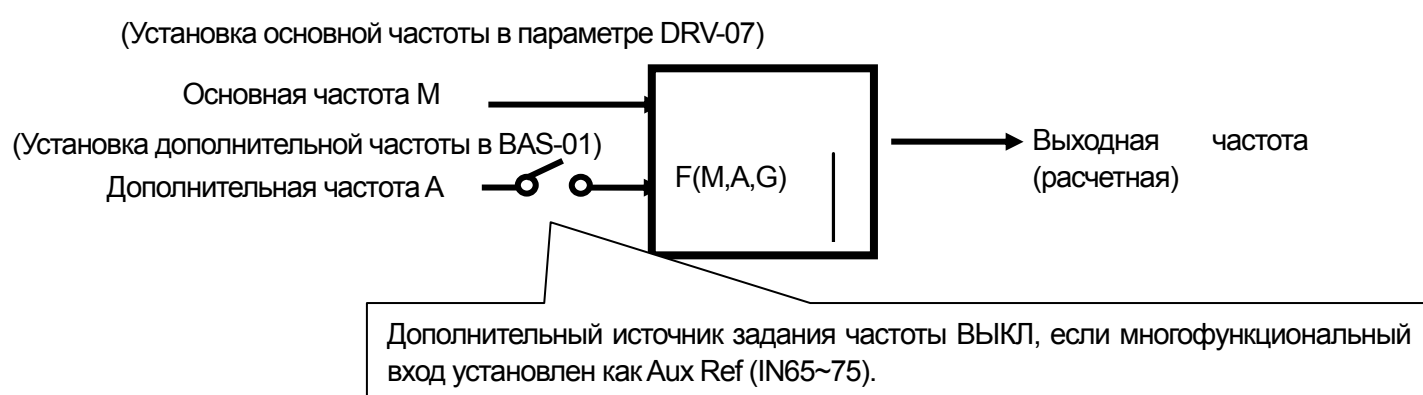 (Установка основной частоты в параметре DRV-07)
Основная частота M
(Установка дополнительной частоты в BAS-01)
Дополнительная частота A
F(M,A,G)
Выходная частота
(расчетная)
Дополнительный источник задания частоты ВЫКЛ, если многофункциональный
вход установлен как Aux Ref (IN65~75).